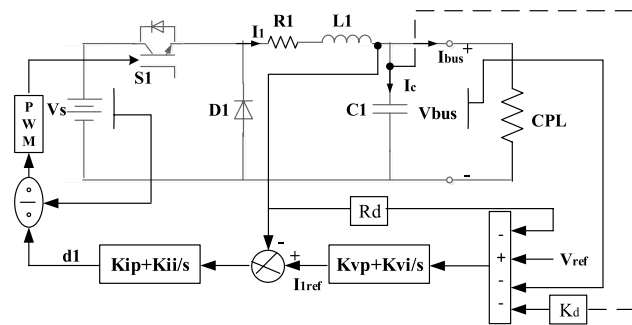 I1 R1 L1
S1
Ibus +
PWM
Vs
D1
Ic
C1
Vbus
CPL
-
÷
Rd
d1
Kip+Kii/s
-
+
I1ref
Kvp+Kvi/s
-
+
-
-
Vref
Kd